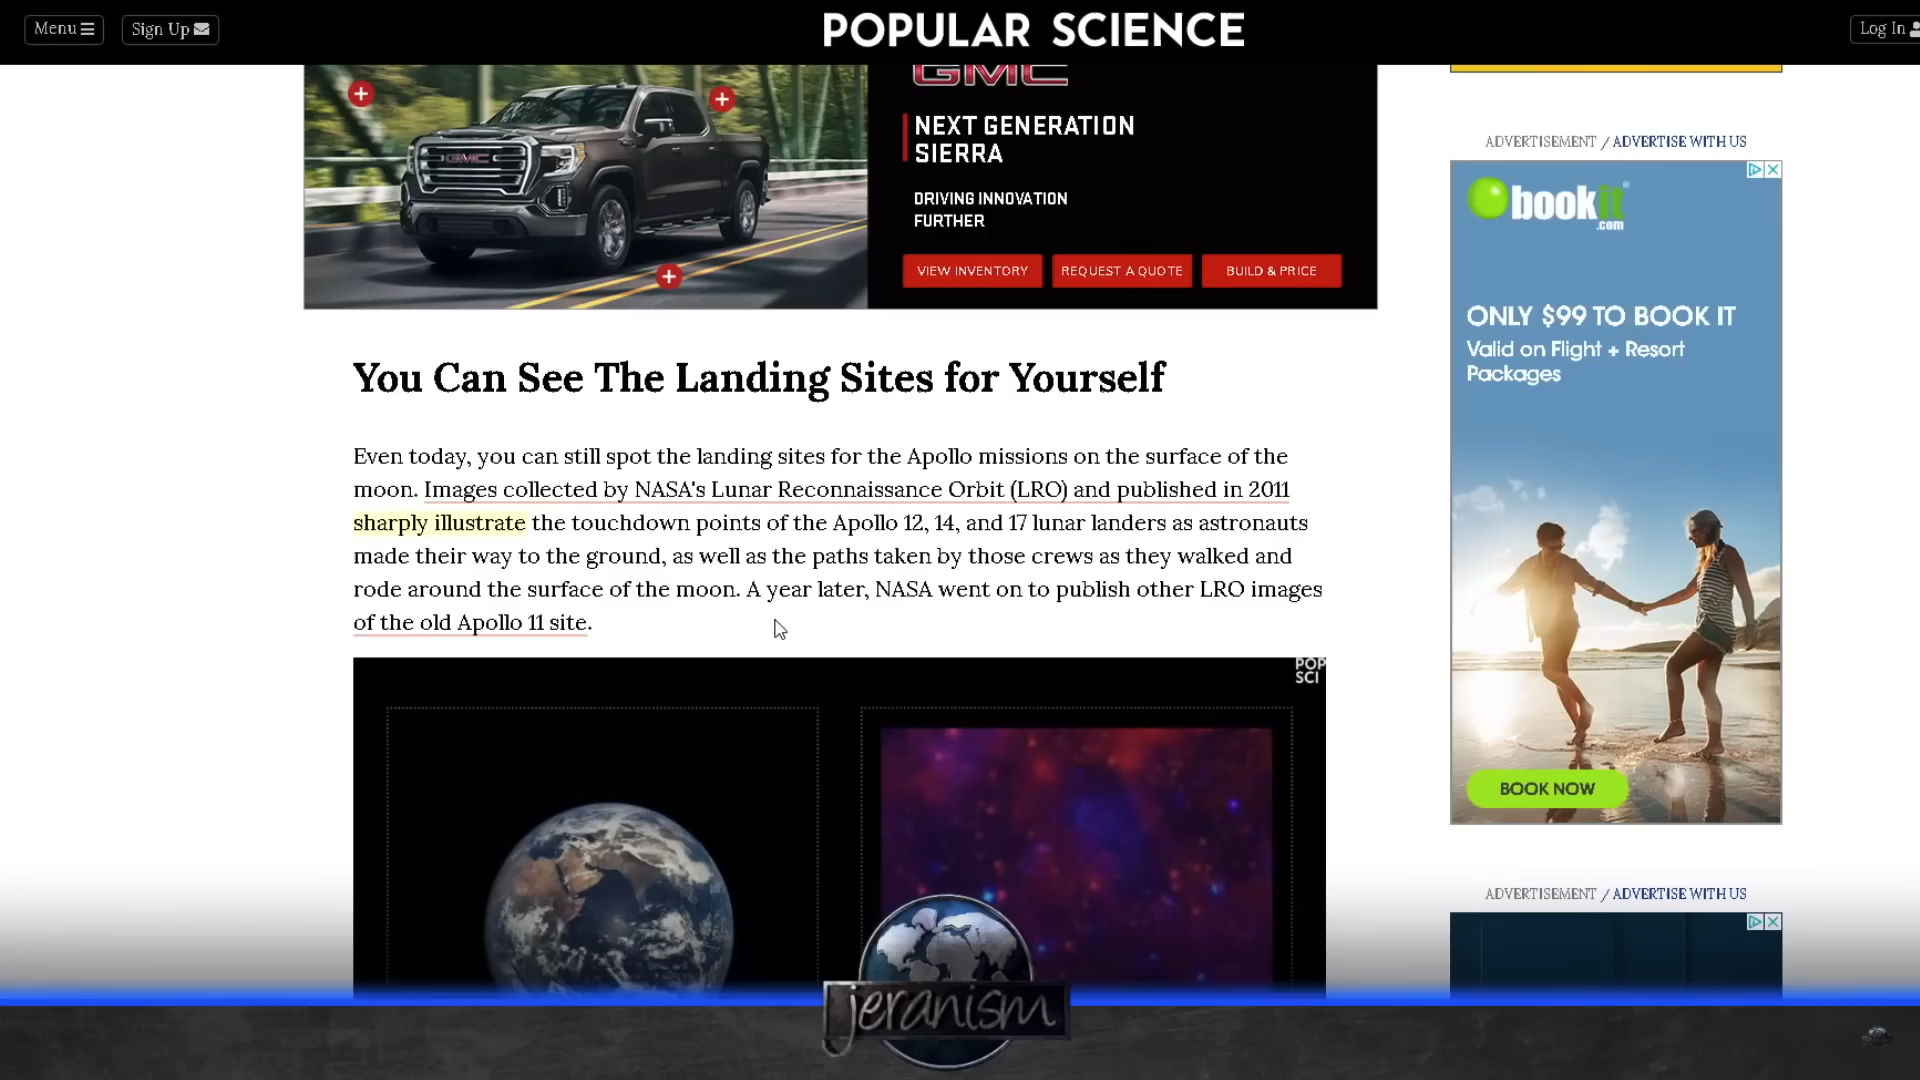 Menu
Sign Up
POPULAR SCIENCE
Log In
GMC
GMC
NEXT GENERATION
SIERRA
DRIVING INNOVATION
FURTHER
VIEW INVENTORY
REQUEST A QUOTE
BUILD & PRICE
ADVERTISEMENT / ADVERTISE WITH US
bookit
.com
ONLY $99 TO BOOK IT
Valid on Flight + Resort
Packages
BOOK NOW
You Can See The Landing Sites for Yourself
Even today, you can still spot the landing sites for the Apollo missions on the surface of the
moon. Images collected by NASA's Lunar Reconnaissance Orbit (LRO) and published in 2011
sharply illustrate the touchdown points of the Apollo 12, 14, and 17 lunar landers as astronauts
made their way to the ground, as well as the paths taken by those crews as they walked and
rode around the surface of the moon. A year later, NASA went on to publish other LRO images
of the old Apollo 11 site.
POP
SCI
ADVERTISEMENT / ADVERTISE WITH US
jeranism